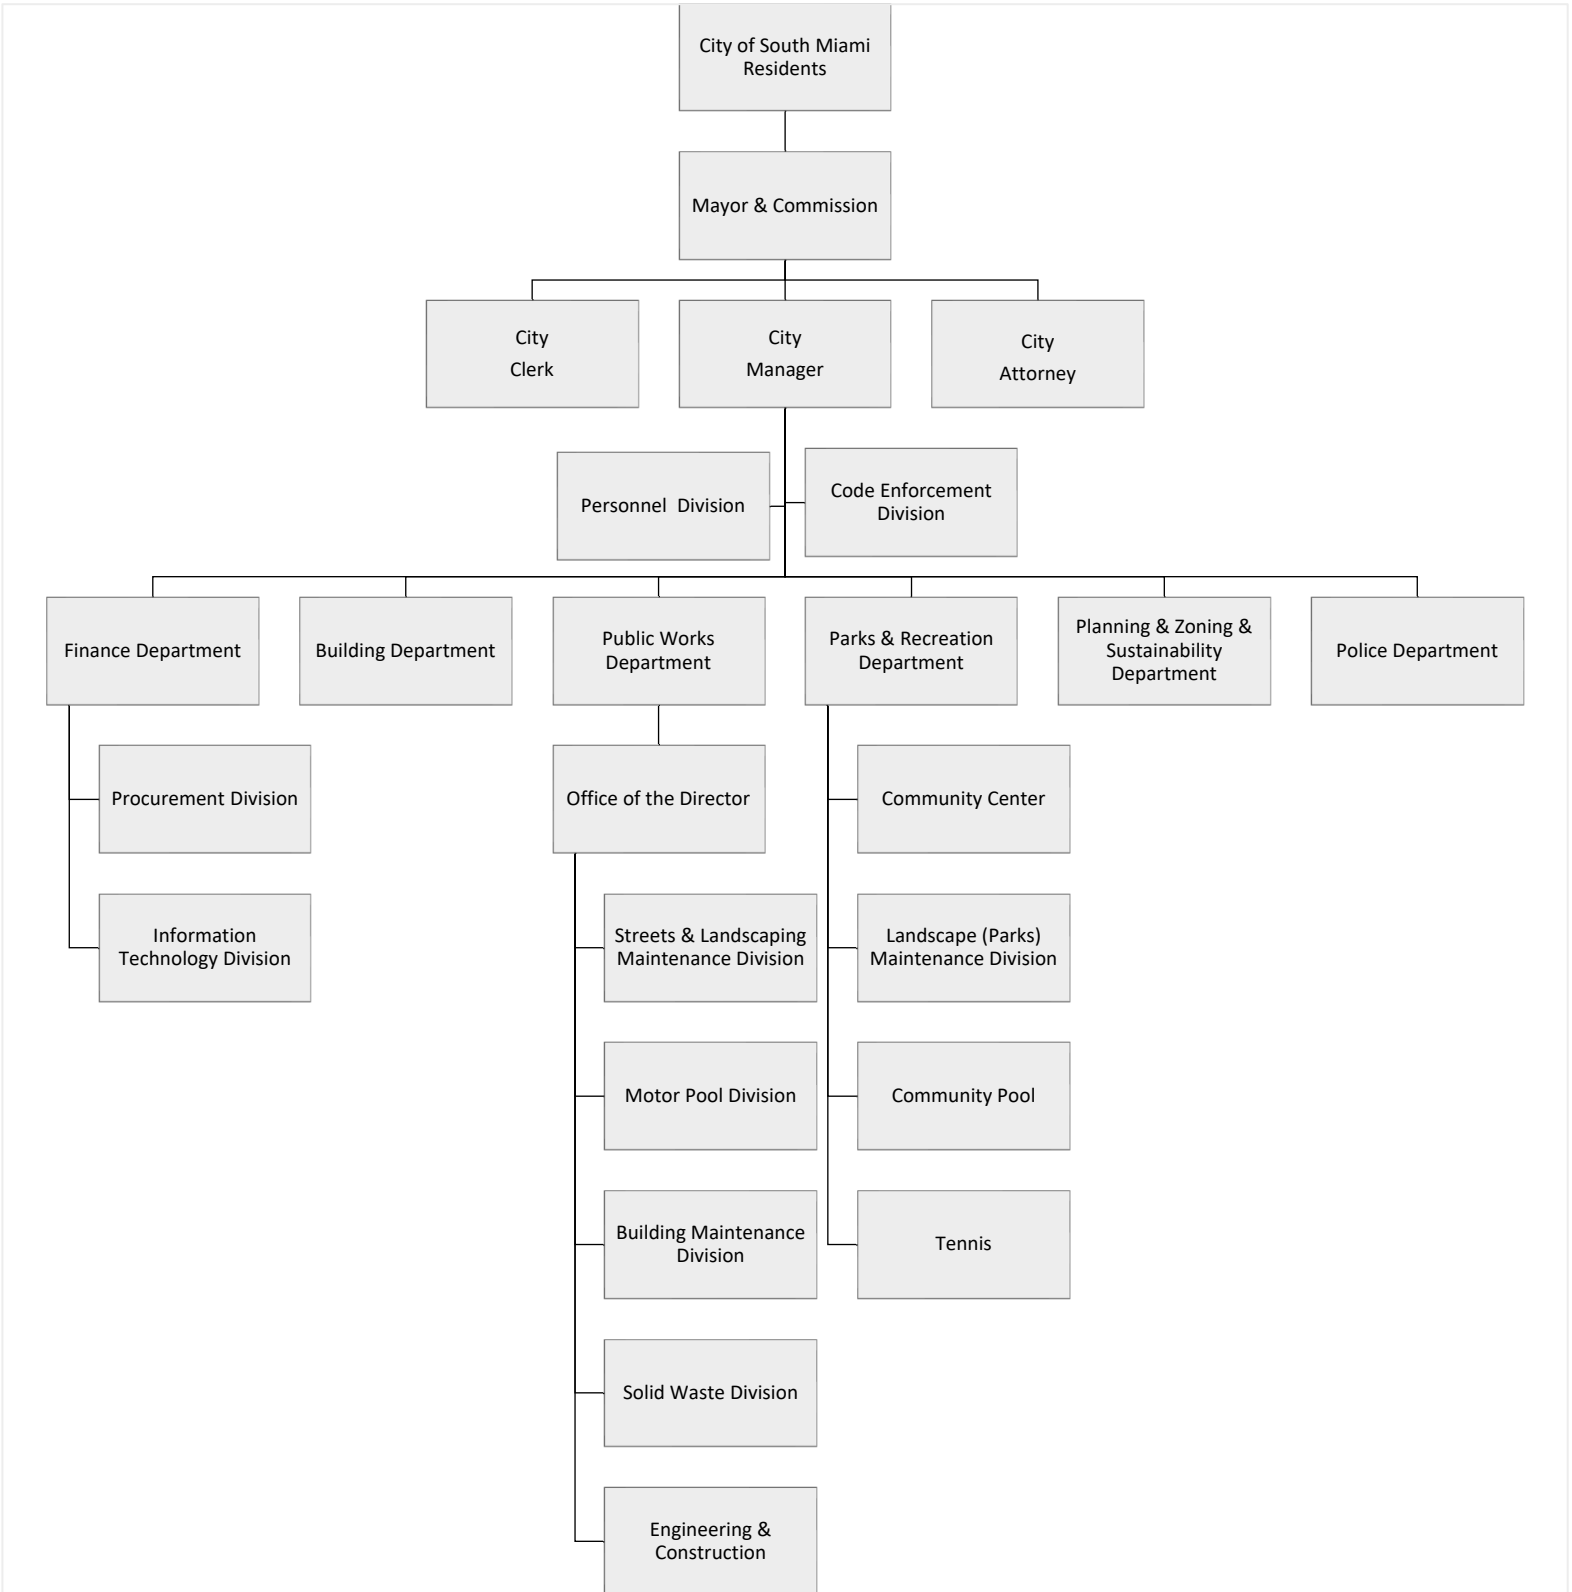 City of South Miami
Residents
Mayor & Commission
City
Clerk
City
Manager
City
Attorney
Personnel  Division
Code Enforcement
Division
Finance Department
Building Department
Public Works
Department
Parks & Recreation
Department
Planning & Zoning &
Sustainability
Department
Police Department
Procurement Division
Information
Technology Division
Office of the Director
Streets & Landscaping
Maintenance Division
Motor Pool Division
Building Maintenance
Division
Solid Waste Division
Engineering &
Construction
Community Center
Landscape (Parks)
Maintenance Division
Community Pool
Tennis